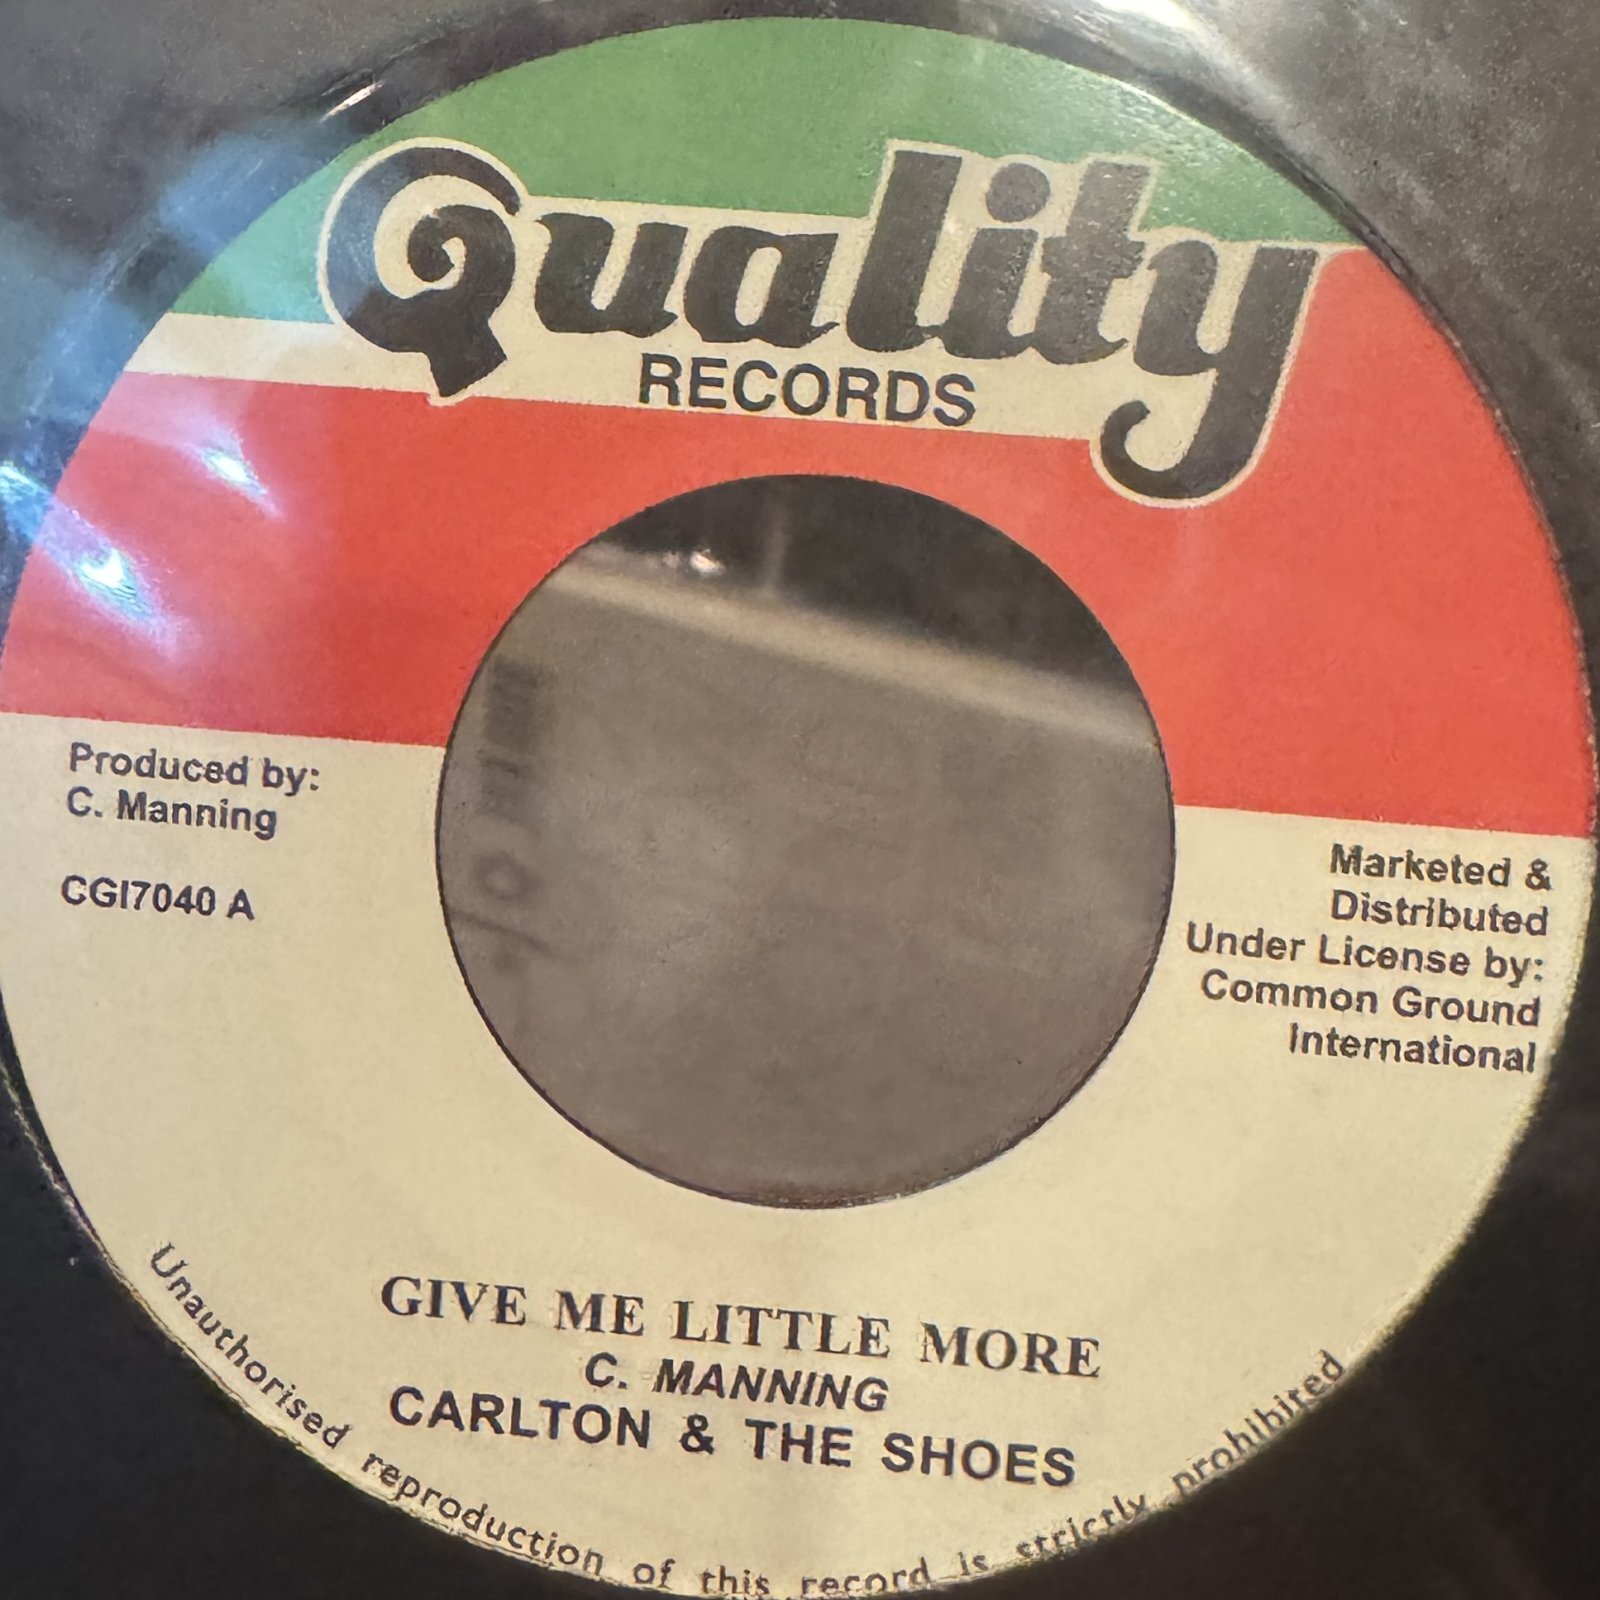 Quality
RECORDS
Produced by:
C. Manning
CGI7040 A
Marketed &
Distributed
Under License by:
Common Ground
International
GIVE ME LITTLE MORE
C. MANNING
CARLTON & THE SHOES
Unauthorised reproduction of this record is strictly prohibited